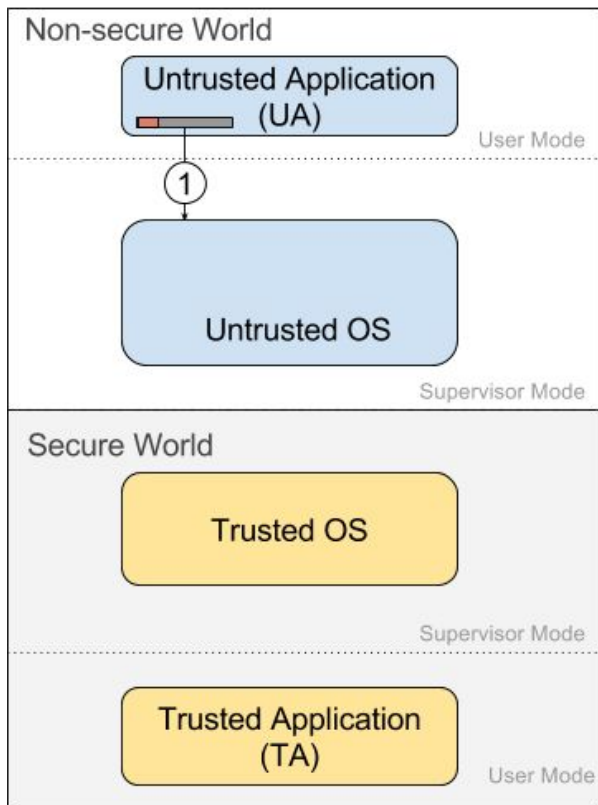 Non-secure World
Untrusted Application
(UA)
User Mode
1
Untrusted OS
Supervisor Mode
Secure World
Trusted OS
Supervisor Mode
Trusted Application
(TA)
User Mode